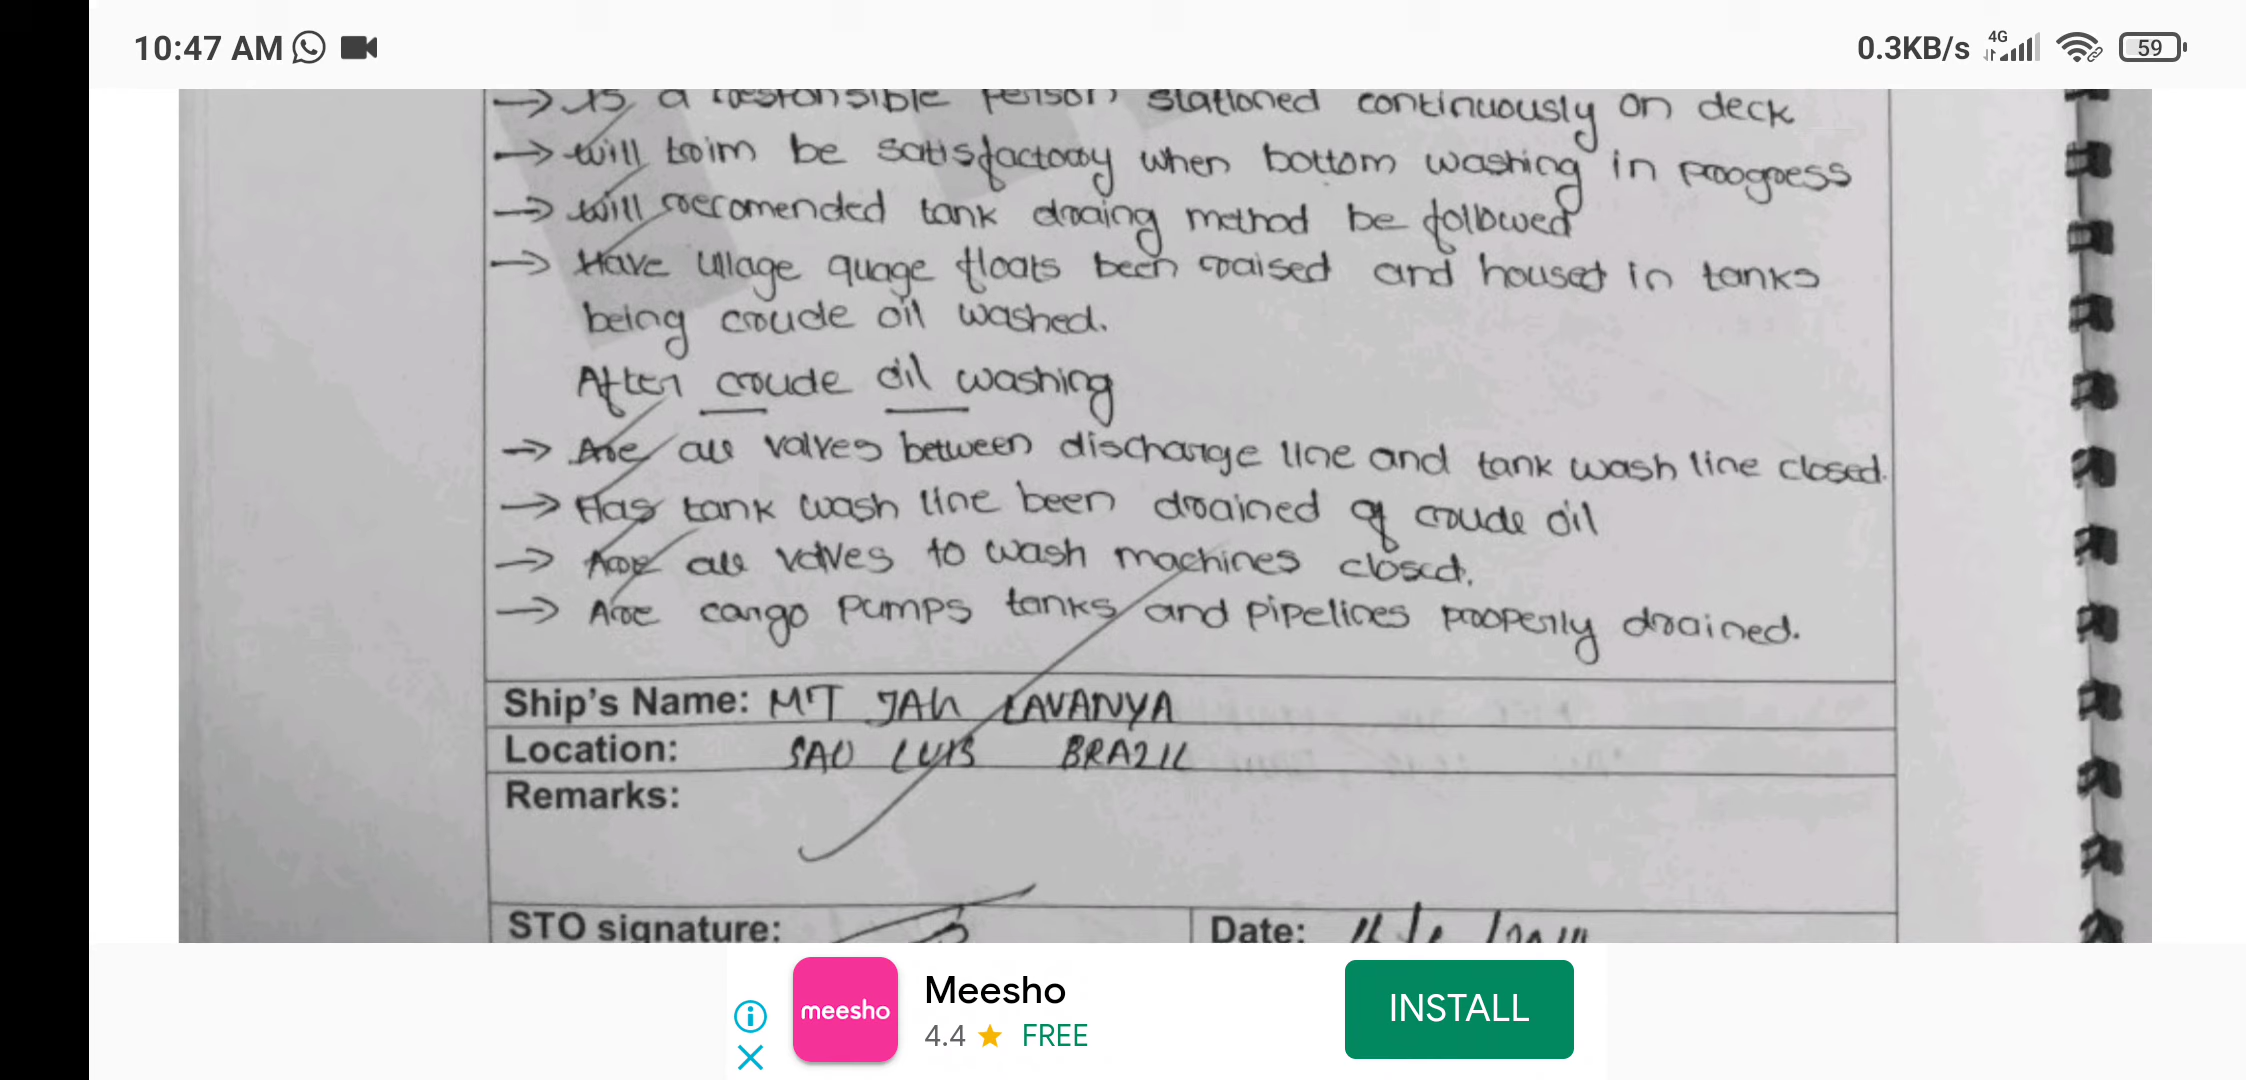 10:47 AM
0.3KB/s 4G 59
→ Is a responsible person stationed continuously on deck
→ will trim be satisfactory when bottom washing in progress
→ will recomended tank draing method be followed
→ Have ullage quage floats been raised and housed in tanks
being crude oil washed.
After crude oil washing
→ Are all valves between discharge line and tank wash line closed.
→ Has tank wash line been drained of crude oil
→ Are all valves to wash machines closed.
→ Are cargo pumps tanks and pipelines properly drained.
Ship's Name: MT JAG LAVANYA
Location: SAO LUIS BRAZIL
Remarks:
STO signature:
Date:
meesho
Meesho
4.4 ★ FREE
INSTALL